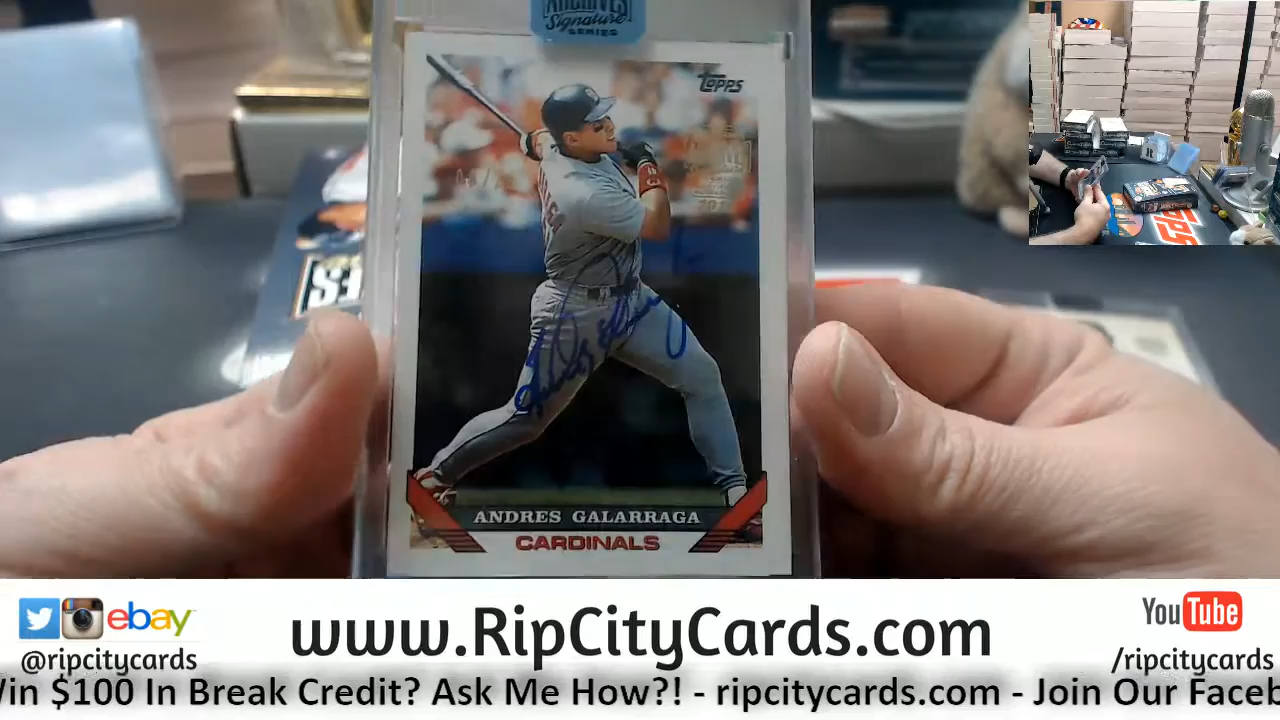 ARCHIVES
Signature
SERIES
TOPPS
ANDRES GALARRAGA
CARDINALS
ebay
@ripcitycards
www.RipCityCards.com
YouTube
/ripcitycards
Win $100 In Break Credit? Ask Me How?! - ripcitycards.com - Join Our Faceb